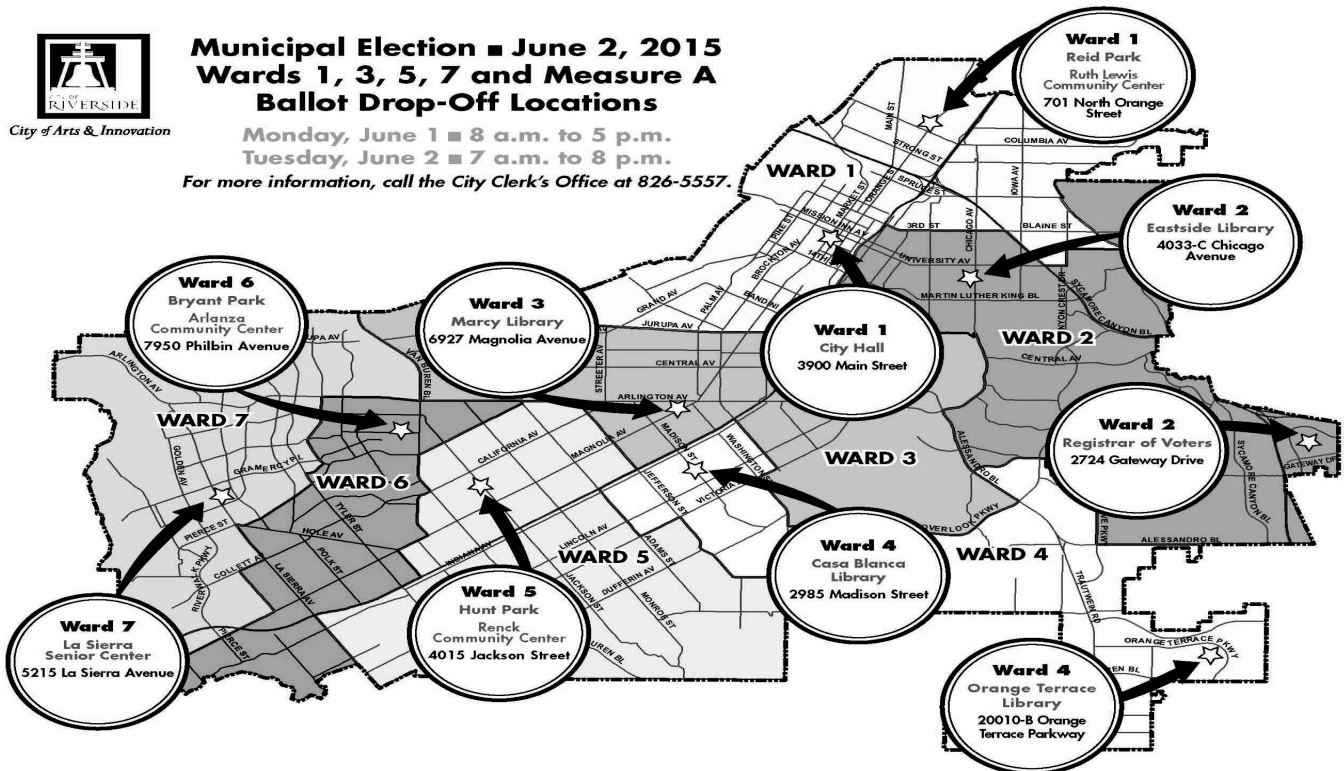 CITY OF
RIVERSIDE
City of Arts & Innovation
Municipal Election ■ June 2, 2015
Wards 1, 3, 5, 7 and Measure A
Ballot Drop-Off Locations
Monday, June 1 ■ 8 a.m. to 5 p.m.
Tuesday, June 2 ■ 7 a.m. to 8 p.m.
For more information, call the City Clerk's Office at 826-5557.
Ward 1
Reid Park
Ruth Lewis
Community Center
701 North Orange
Street
Ward 2
Eastside Library
4033-C Chicago
Avenue
Ward 6
Bryant Park
Arlanza
Community Center
7950 Philbin Avenue
Ward 3
Marcy Library
6927 Magnolia Avenue
Ward 1
City Hall
3900 Main Street
Ward 2
Registrar of Voters
2724 Gateway Drive
Ward 4
Casa Blanca
Library
2985 Madison Street
Ward 5
Hunt Park
Renck
Community Center
4015 Jackson Street
Ward 7
La Sierra
Senior Center
5215 La Sierra Avenue
Ward 4
Orange Terrace
Library
20010-B Orange
Terrace Parkway
WARD 1
WARD 2
WARD 3
WARD 4
WARD 5
WARD 6
WARD 7
MAIN ST
STRONG ST
COLUMBIA AV
ORANGE ST
SPRUCE ST
IOWA AV
MARKET ST
MISSION INN AV
3RD ST
CHICAGO AV
BLAINE ST
PINE ST
BROCKTON AV
14TH
UNIVERSITY AV
MARTIN LUTHER KING BL
SYCAMORE CANYON BL
GRAND AV
PALM AV
BANDINI
JURUPA AV
YON CREST DR
CENTRAL AV
STREETER AV
CENTRAL AV
ARLINGTON AV
VAN BUREN BL
UPA AV
ARLINGTON AV
CALIFORNIA AV
MAGNOLIA AV
MADISON ST
WASHINGTON
JEFFERSON ST
VICTORIA
ALESSANDRO BL
GATEWAY DR
SYCAMORE CANYON BL
GOLDEN AV
GRAMERCY PL
TYLER ST
PIERCE ST
HOLE AV
COLLETT AV
RIVERWALK PKWY
LA SIERRA AV
POLK ST
INDIANA AV
LINCOLN AV
ADAMS ST
DUFFERIN AV
JACKSON ST
MONROE ST
OVERLOOK PKWY
VE PKWY
ALESSANDRO BL
TRAUTWEIN RD
PIERCE ST
UREN BL
ORANGE TERRACE PKWY
REN BL